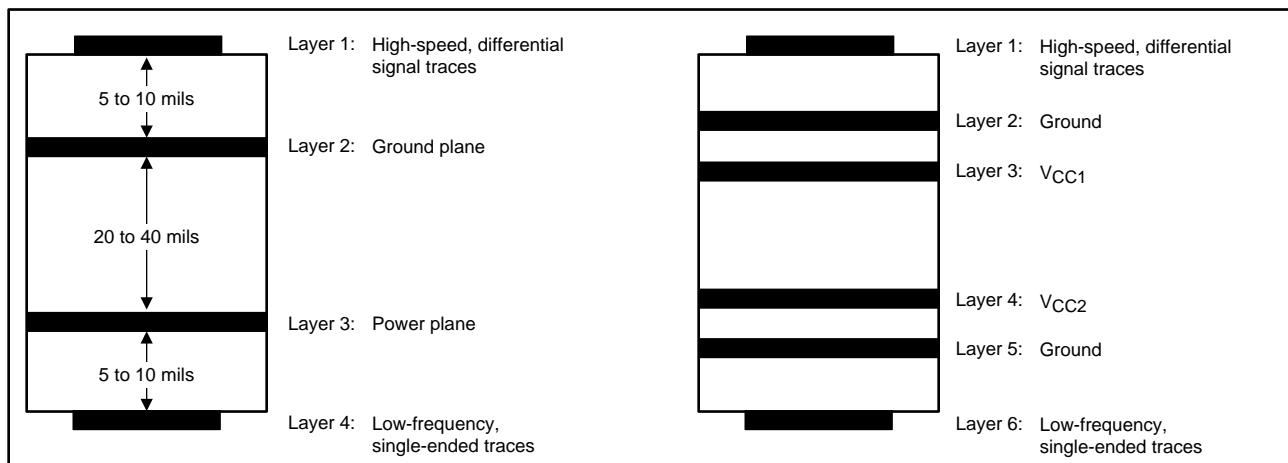 Layer 1: High-speed, differential
signal traces
5 to 10 mils
Layer 2: Ground plane
20 to 40 mils
Layer 3: Power plane
5 to 10 mils
Layer 4: Low-frequency,
single-ended traces
Layer 1: High-speed, differential
signal traces
Layer 2: Ground
Layer 3: VCC1
Layer 4: VCC2
Layer 5: Ground
Layer 6: Low-frequency,
single-ended traces